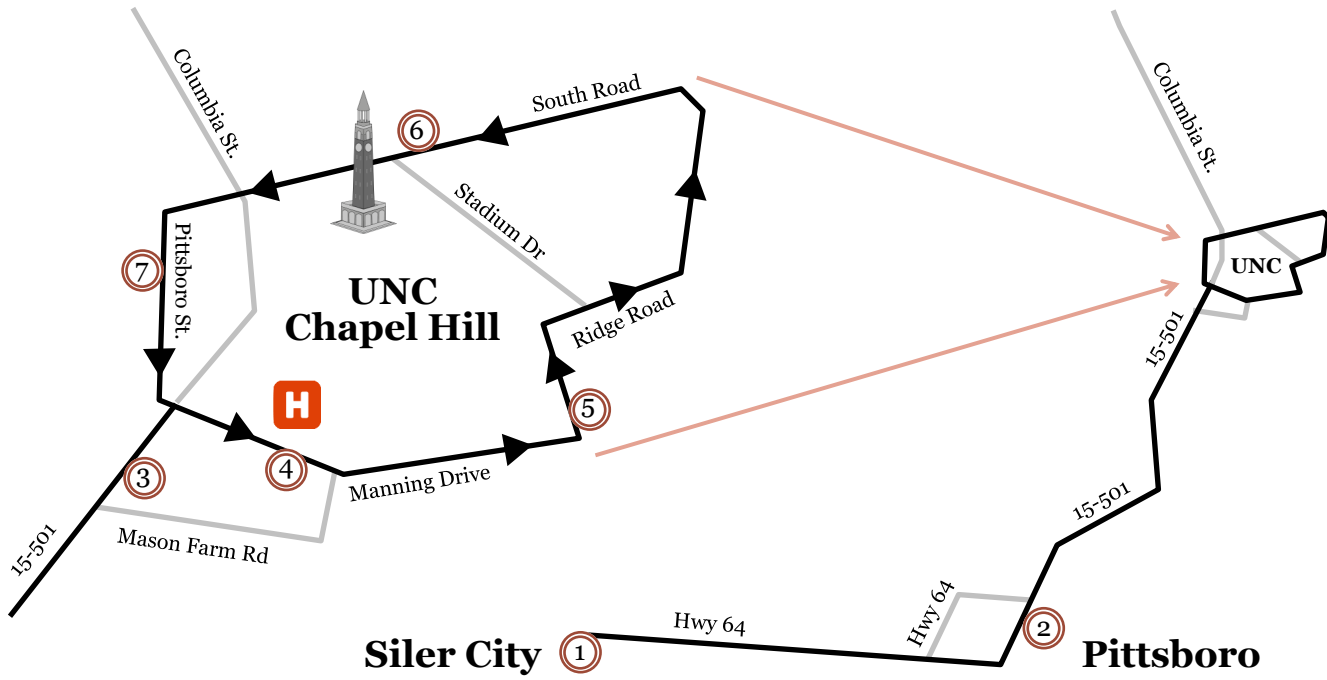 Columbia St.
6
South Road
Stadium Dr
7
Pittsboro St.
UNC
Chapel Hill
Ridge Road
H
5
3
4
Manning Drive
15-501
Mason Farm Rd
Columbia St.
UNC
15-501
15-501
Hwy 64
Hwy 64
Siler City
1
2
Pittsboro